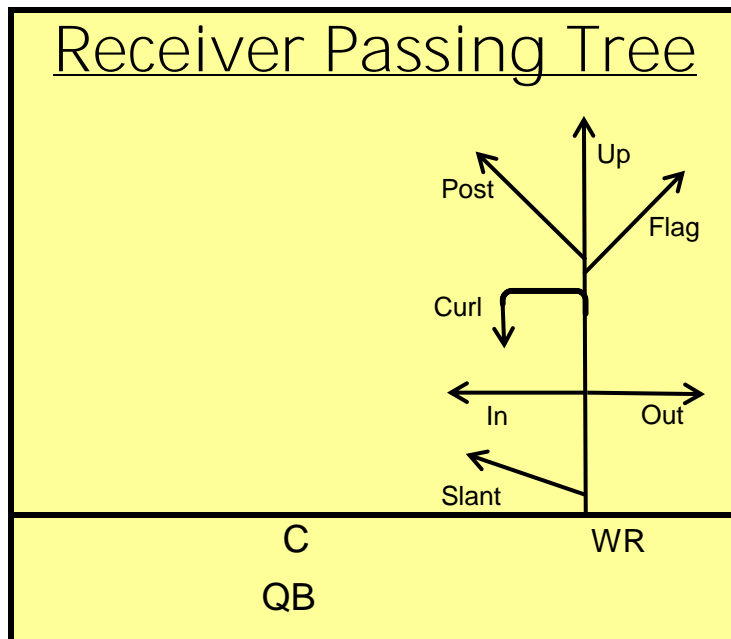 Receiver Passing Tree
Up
Post
Flag
Curl
In
Out
Slant
C
WR
QB